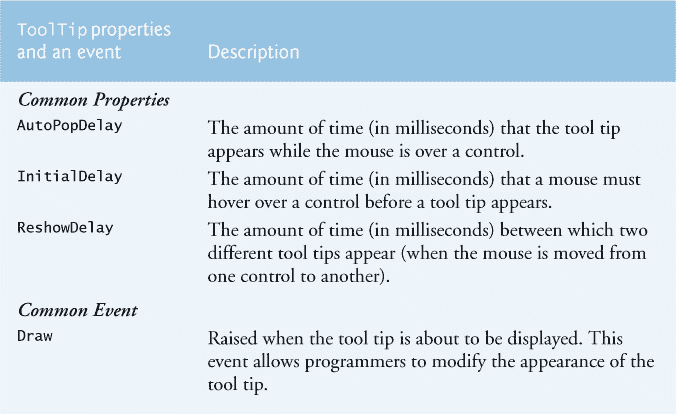 ToolTip properties
and an event
Description
Common Properties
AutoPopDelay
The amount of time (in milliseconds) that the tool tip
appears while the mouse is over a control.
InitialDelay
The amount of time (in milliseconds) that a mouse must
hover over a control before a tool tip appears.
ReshowDelay
The amount of time (in milliseconds) between which two
different tool tips appear (when the mouse is moved from
one control to another).
Common Event
Draw
Raised when the tool tip is about to be displayed. This
event allows programmers to modify the appearance of the
tool tip.